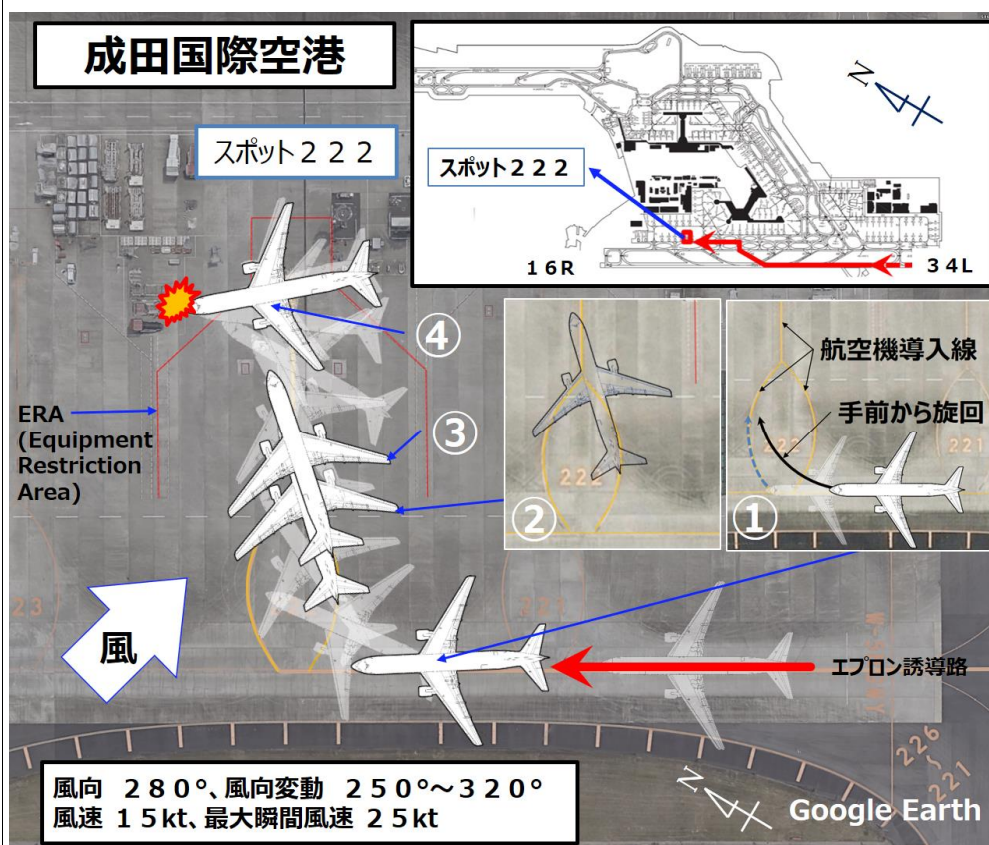 成田国際空港
スポット２２２
N
スポット２２２
１６R
３４L
④
③
②
①
222
222
221
航空機導入線
手前から旋回
ERA
(Equipment
Restriction
Area)
風
223
221
エプロン誘導路
226
～
221
風向　２８０°、風向変動　２５０°～３２０°
風速 １５kt、最大瞬間風速 ２５kt
N
Google Earth